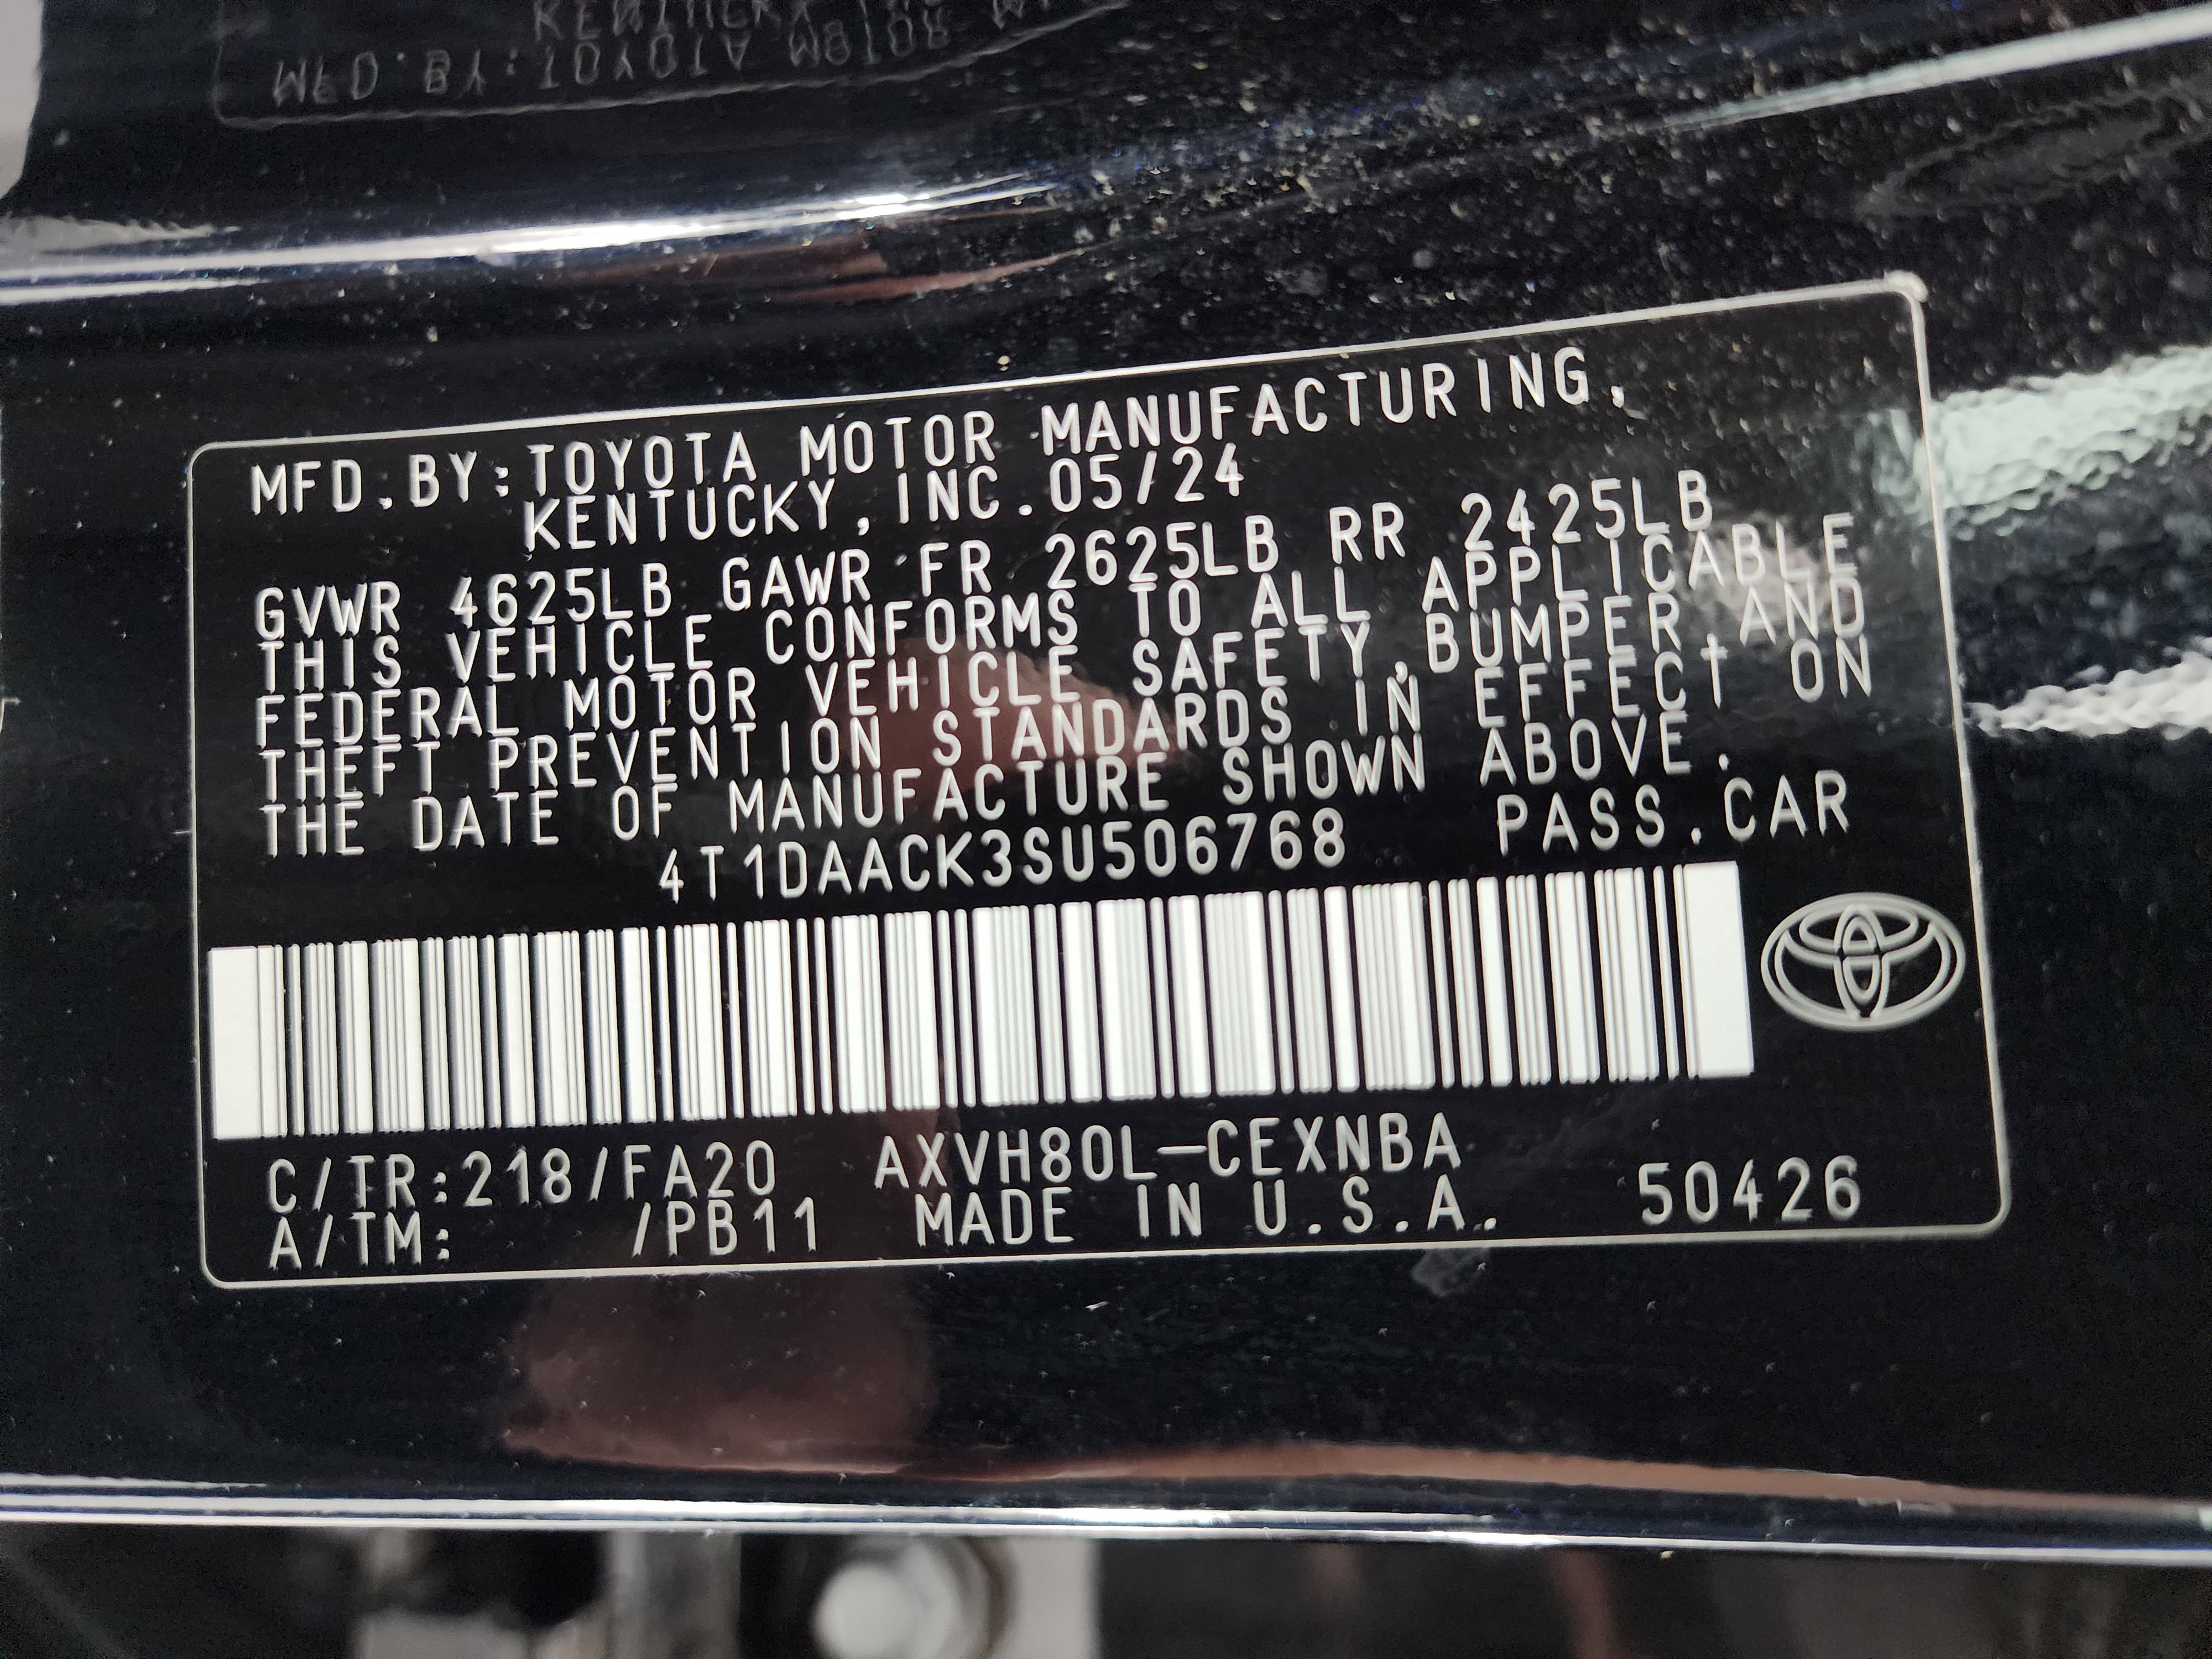 MFD.BY:TOYOTA MOTOR MANUFACTURING,
KENTUCKY, INC.05/24
GVWR 4625LB GAWR FR 2625LB RR 2425LB
THIS VEHICLE CONFORMS TO ALL APPLICABLE
FEDERAL MOTOR VEHICLE SAFETY,BUMPER,AND
THEFT PREVENTION STANDARDS IN EFFECT ON
THE DATE OF MANUFACTURE SHOWN ABOVE.
4T1DAACK3SU506768 PASS.CAR
C/TR:218/FA20 AXVH80L-CEXNBA
A/TM: /PB11 MADE IN U.S.A. 50426